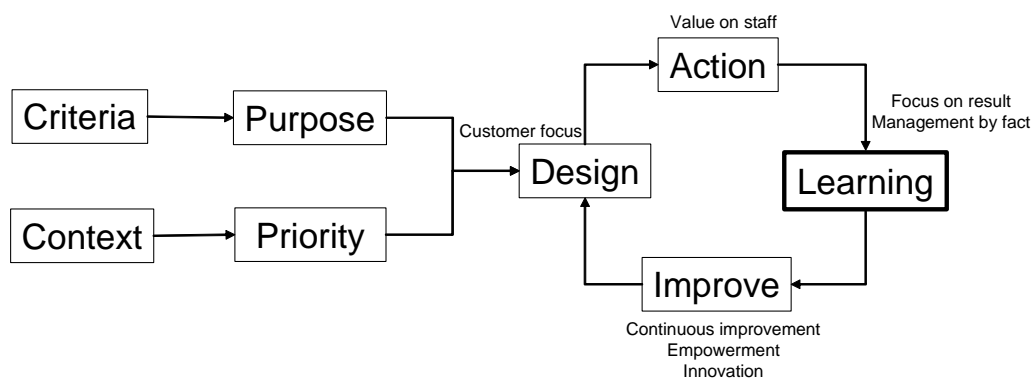 Value on staff
Action
Criteria
Purpose
Focus on result
Management by fact
Customer focus
Design
Learning
Context
Priority
Improve
Continuous improvement
Empowerment
Innovation